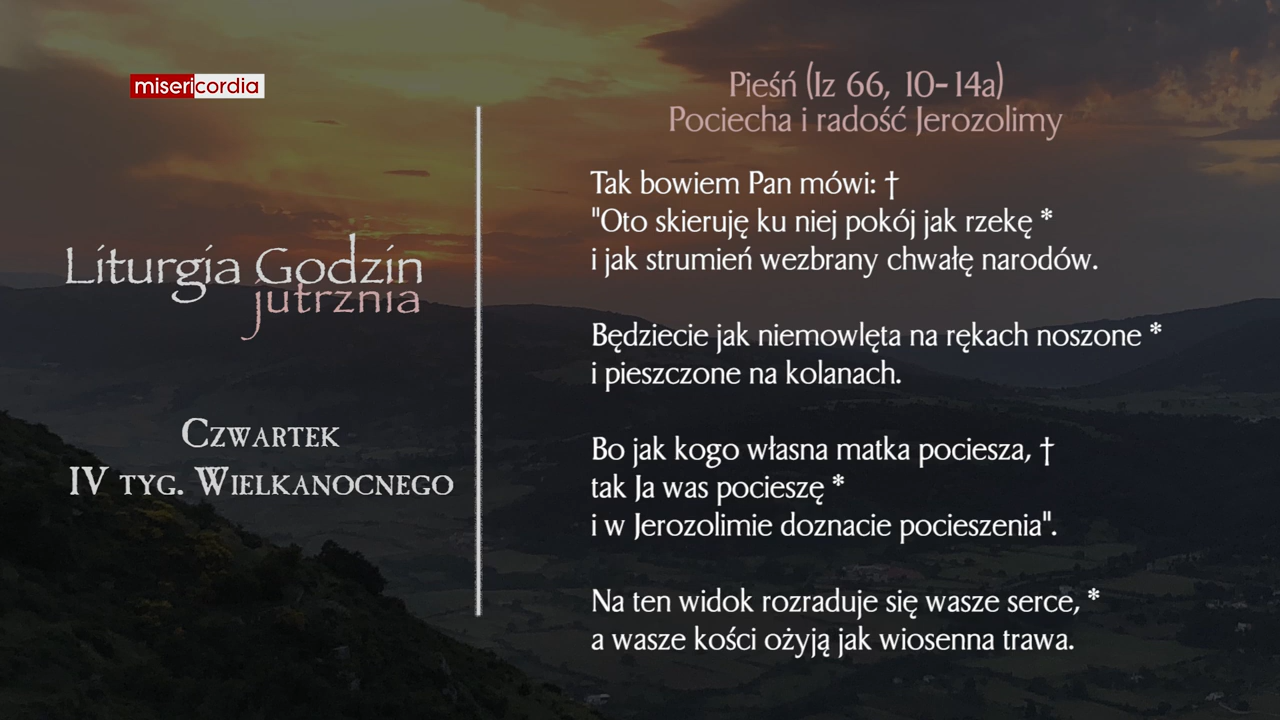 misericordia
Liturgia Godzin
jutrznia
Czwartek
IV tyg. Wielkanocnego
Pieśń (Iz 66, 10-14a)
Pociecha i radość Jerozolimy
Tak bowiem Pan mówi: †
"Oto skieruję ku niej pokój jak rzekę *
i jak strumień wezbrany chwałę narodów.
Będziecie jak niemowlęta na rękach noszone *
i pieszczone na kolanach.
Bo jak kogo własna matka pociesza, †
tak Ja was pocieszę *
i w Jerozolimie doznacie pocieszenia".
Na ten widok rozraduje się wasze serce, *
a wasze kości ożyją jak wiosenna trawa.